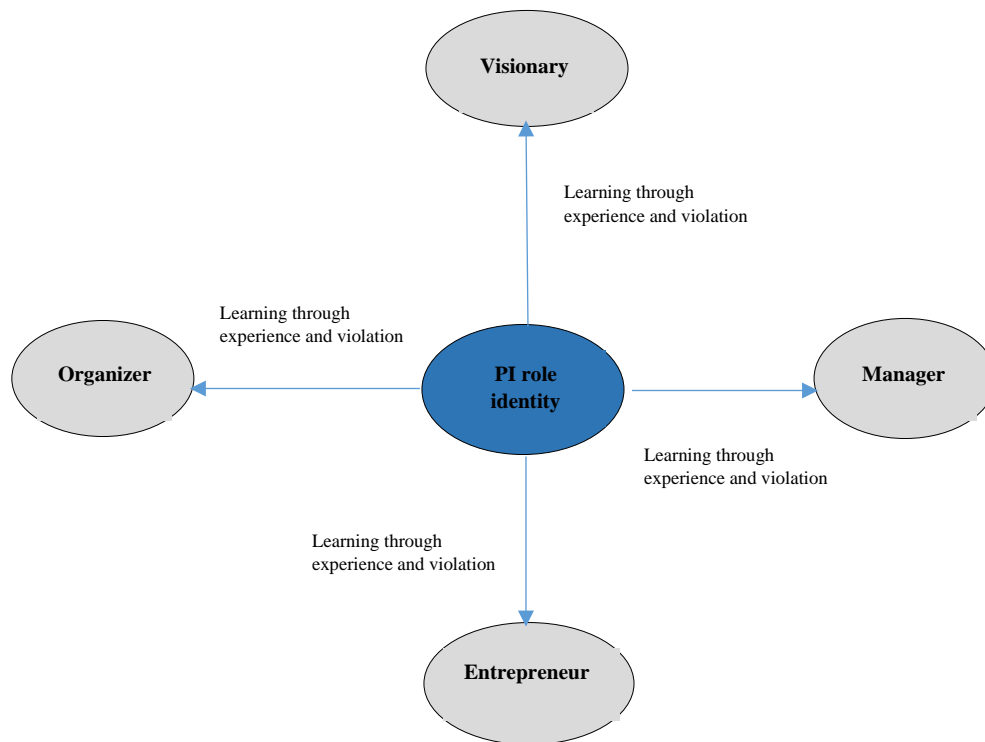 Visionary
Learning through
experience and violation
Learning through
experience and violation
Organizer
PI role
identity
Manager
Learning through
experience and violation
Learning through
experience and violation
Entrepreneur